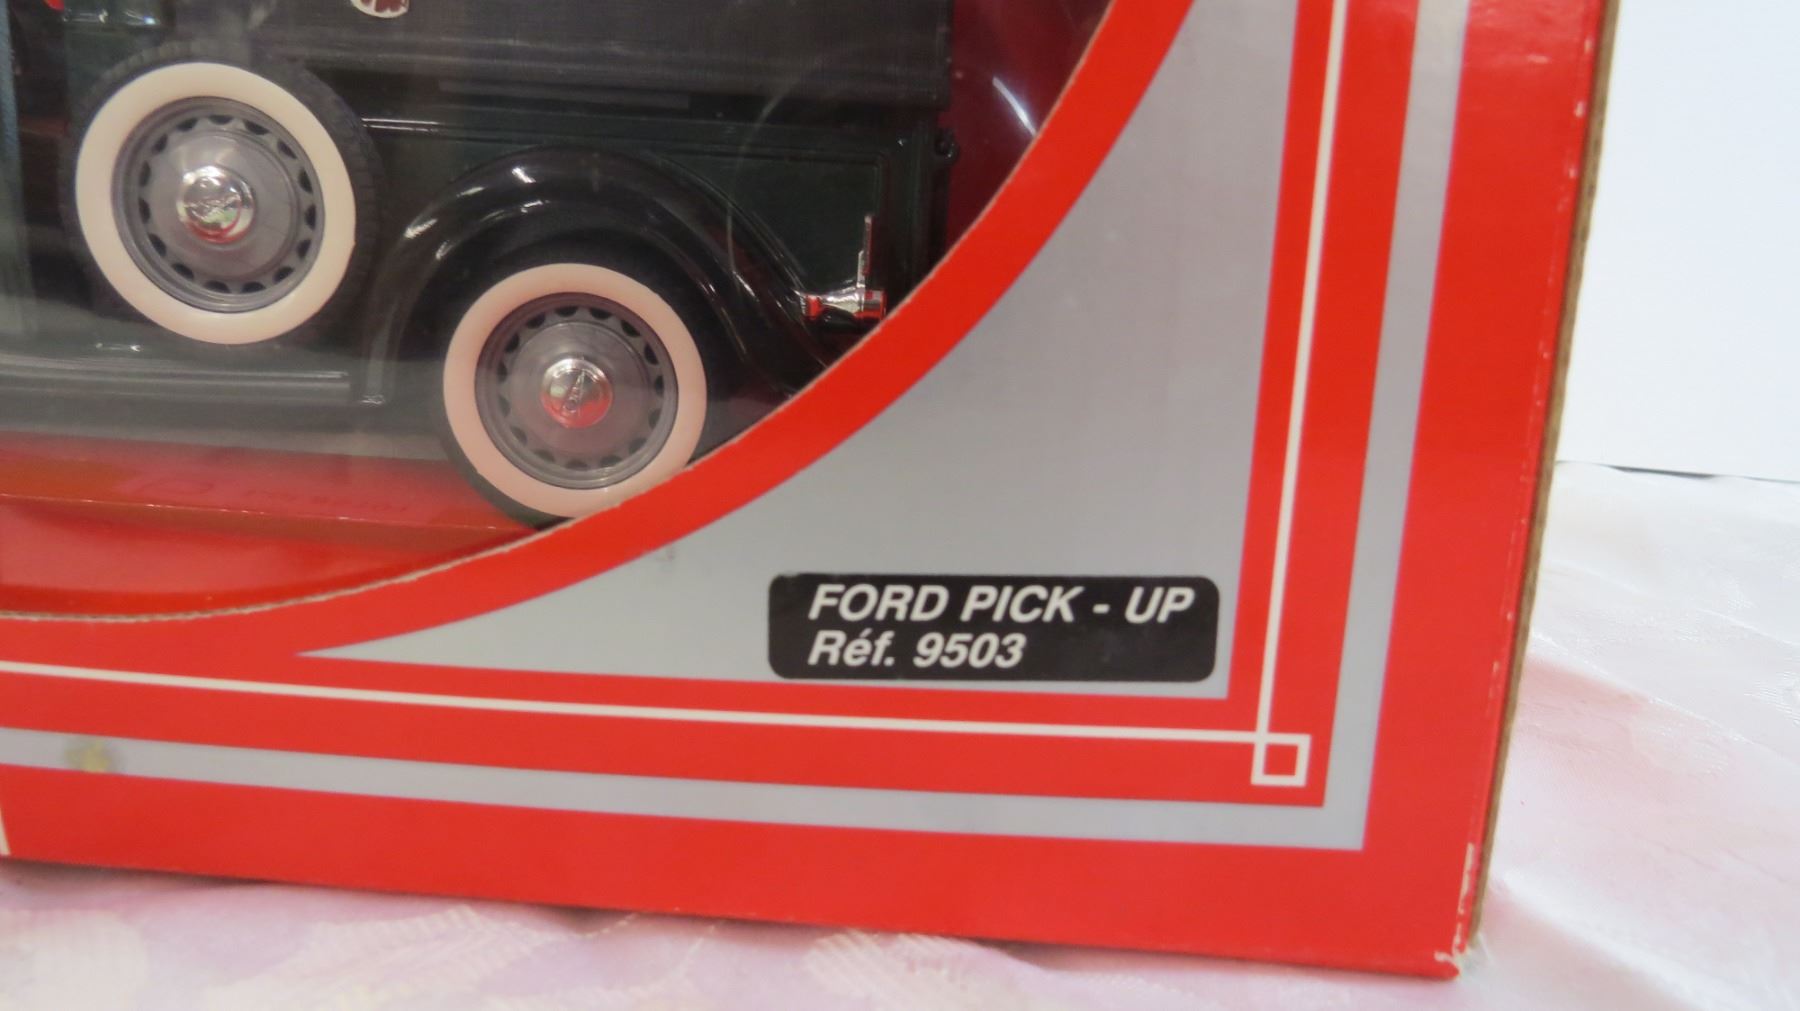 FORD PICK - UP
Réf. 9503